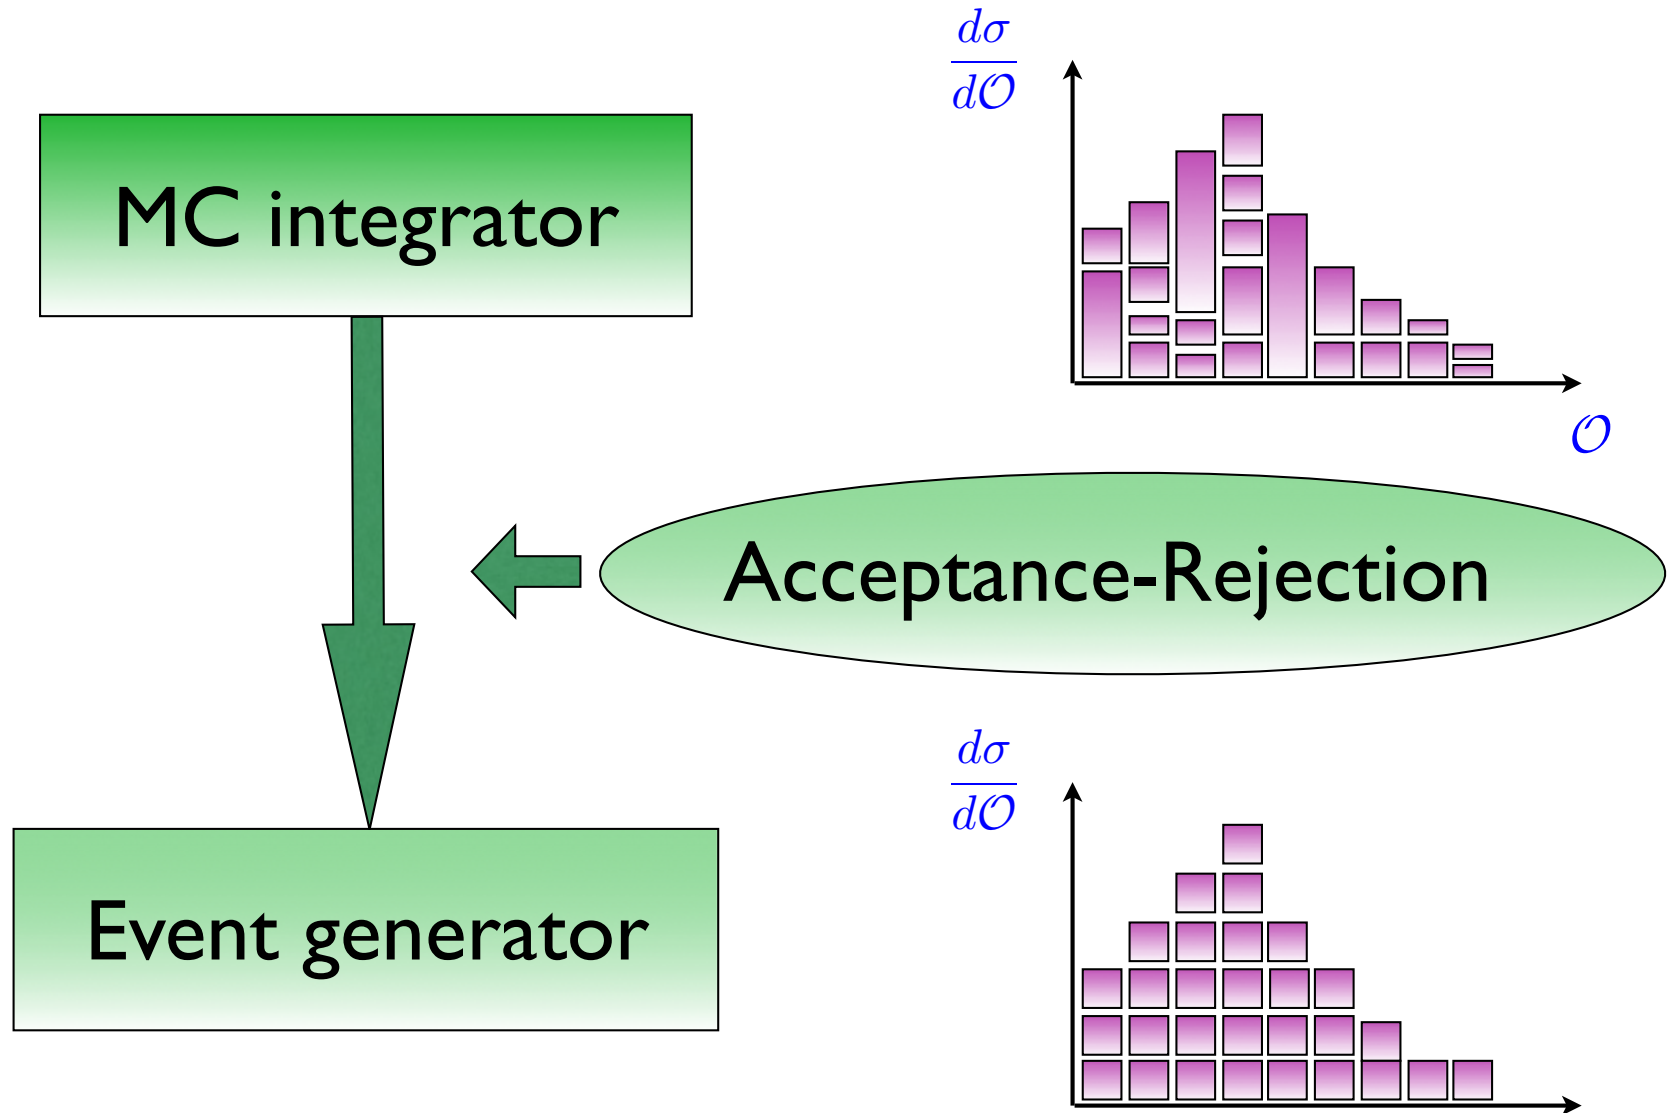 dσ
d𝒪
MC integrator
𝒪
Acceptance-Rejection
dσ
d𝒪
Event generator